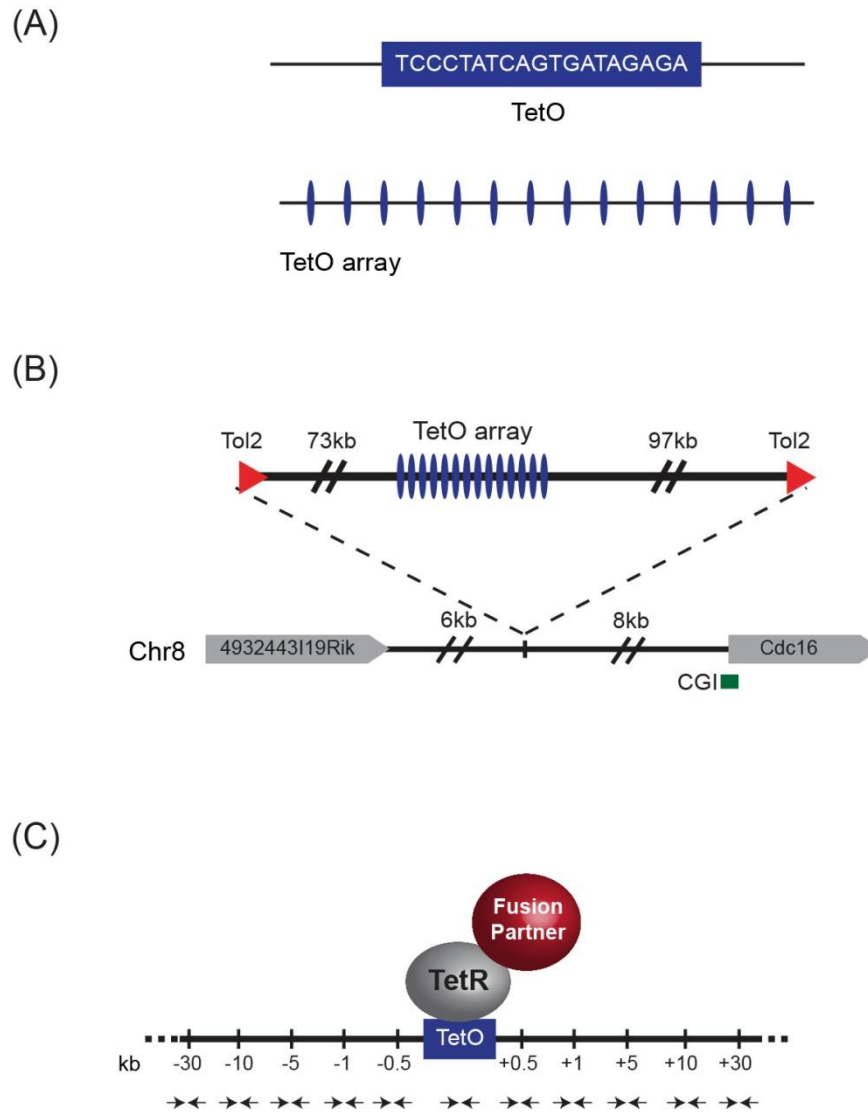 (A)
TCCCTATCAGTGATAGAGA
TetO
TetO array
(B)
Tol2 73kb TetO array 97kb Tol2
6kb 8kb
Chr8 4932443I19Rik Cdc16
CGI
(C)
Fusion
Partner
TetR
TetO
kb -30 -10 -5 -1 -0.5 +0.5 +1 +5 +10 +30